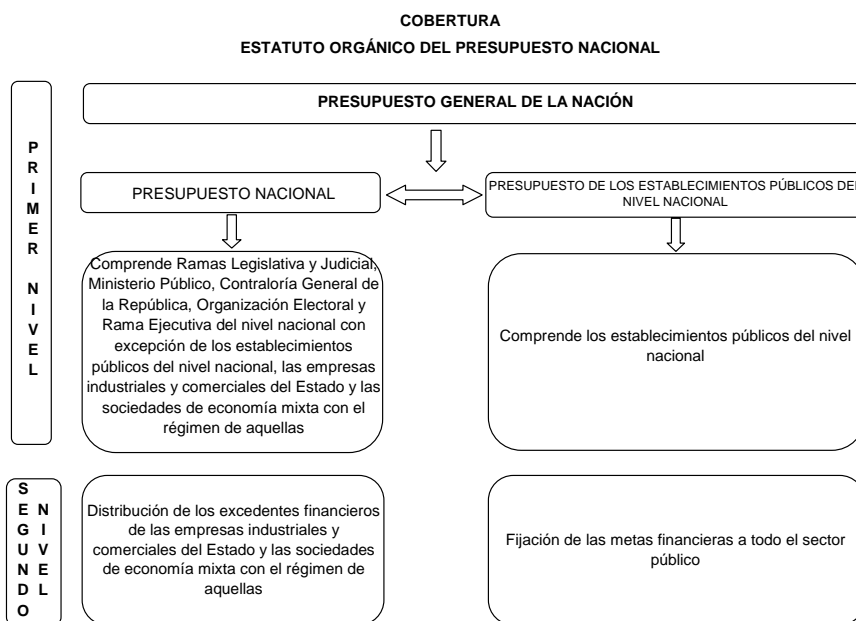 COBERTURA
ESTATUTO ORGÁNICO DEL PRESUPUESTO NACIONAL
PRIMER NIVEL
PRESUPUESTO GENERAL DE LA NACIÓN
PRESUPUESTO NACIONAL
PRESUPUESTO DE LOS ESTABLECIMIENTOS PÚBLICOS DEL
NIVEL NACIONAL
Comprende Ramas Legislativa y Judicial,
Ministerio Público, Contraloría General de
la República, Organización Electoral y
Rama Ejecutiva del nivel nacional con
excepción de los establecimientos
públicos del nivel nacional, las empresas
industriales y comerciales del Estado y las
sociedades de economía mixta con el
régimen de aquellas
Comprende los establecimientos públicos del nivel
nacional
SEGUNDO
NIVEL
Distribución de los excedentes financieros
de las empresas industriales y
comerciales del Estado y las sociedades
de economía mixta con el régimen de
aquellas
Fijación de las metas financieras a todo el sector
público